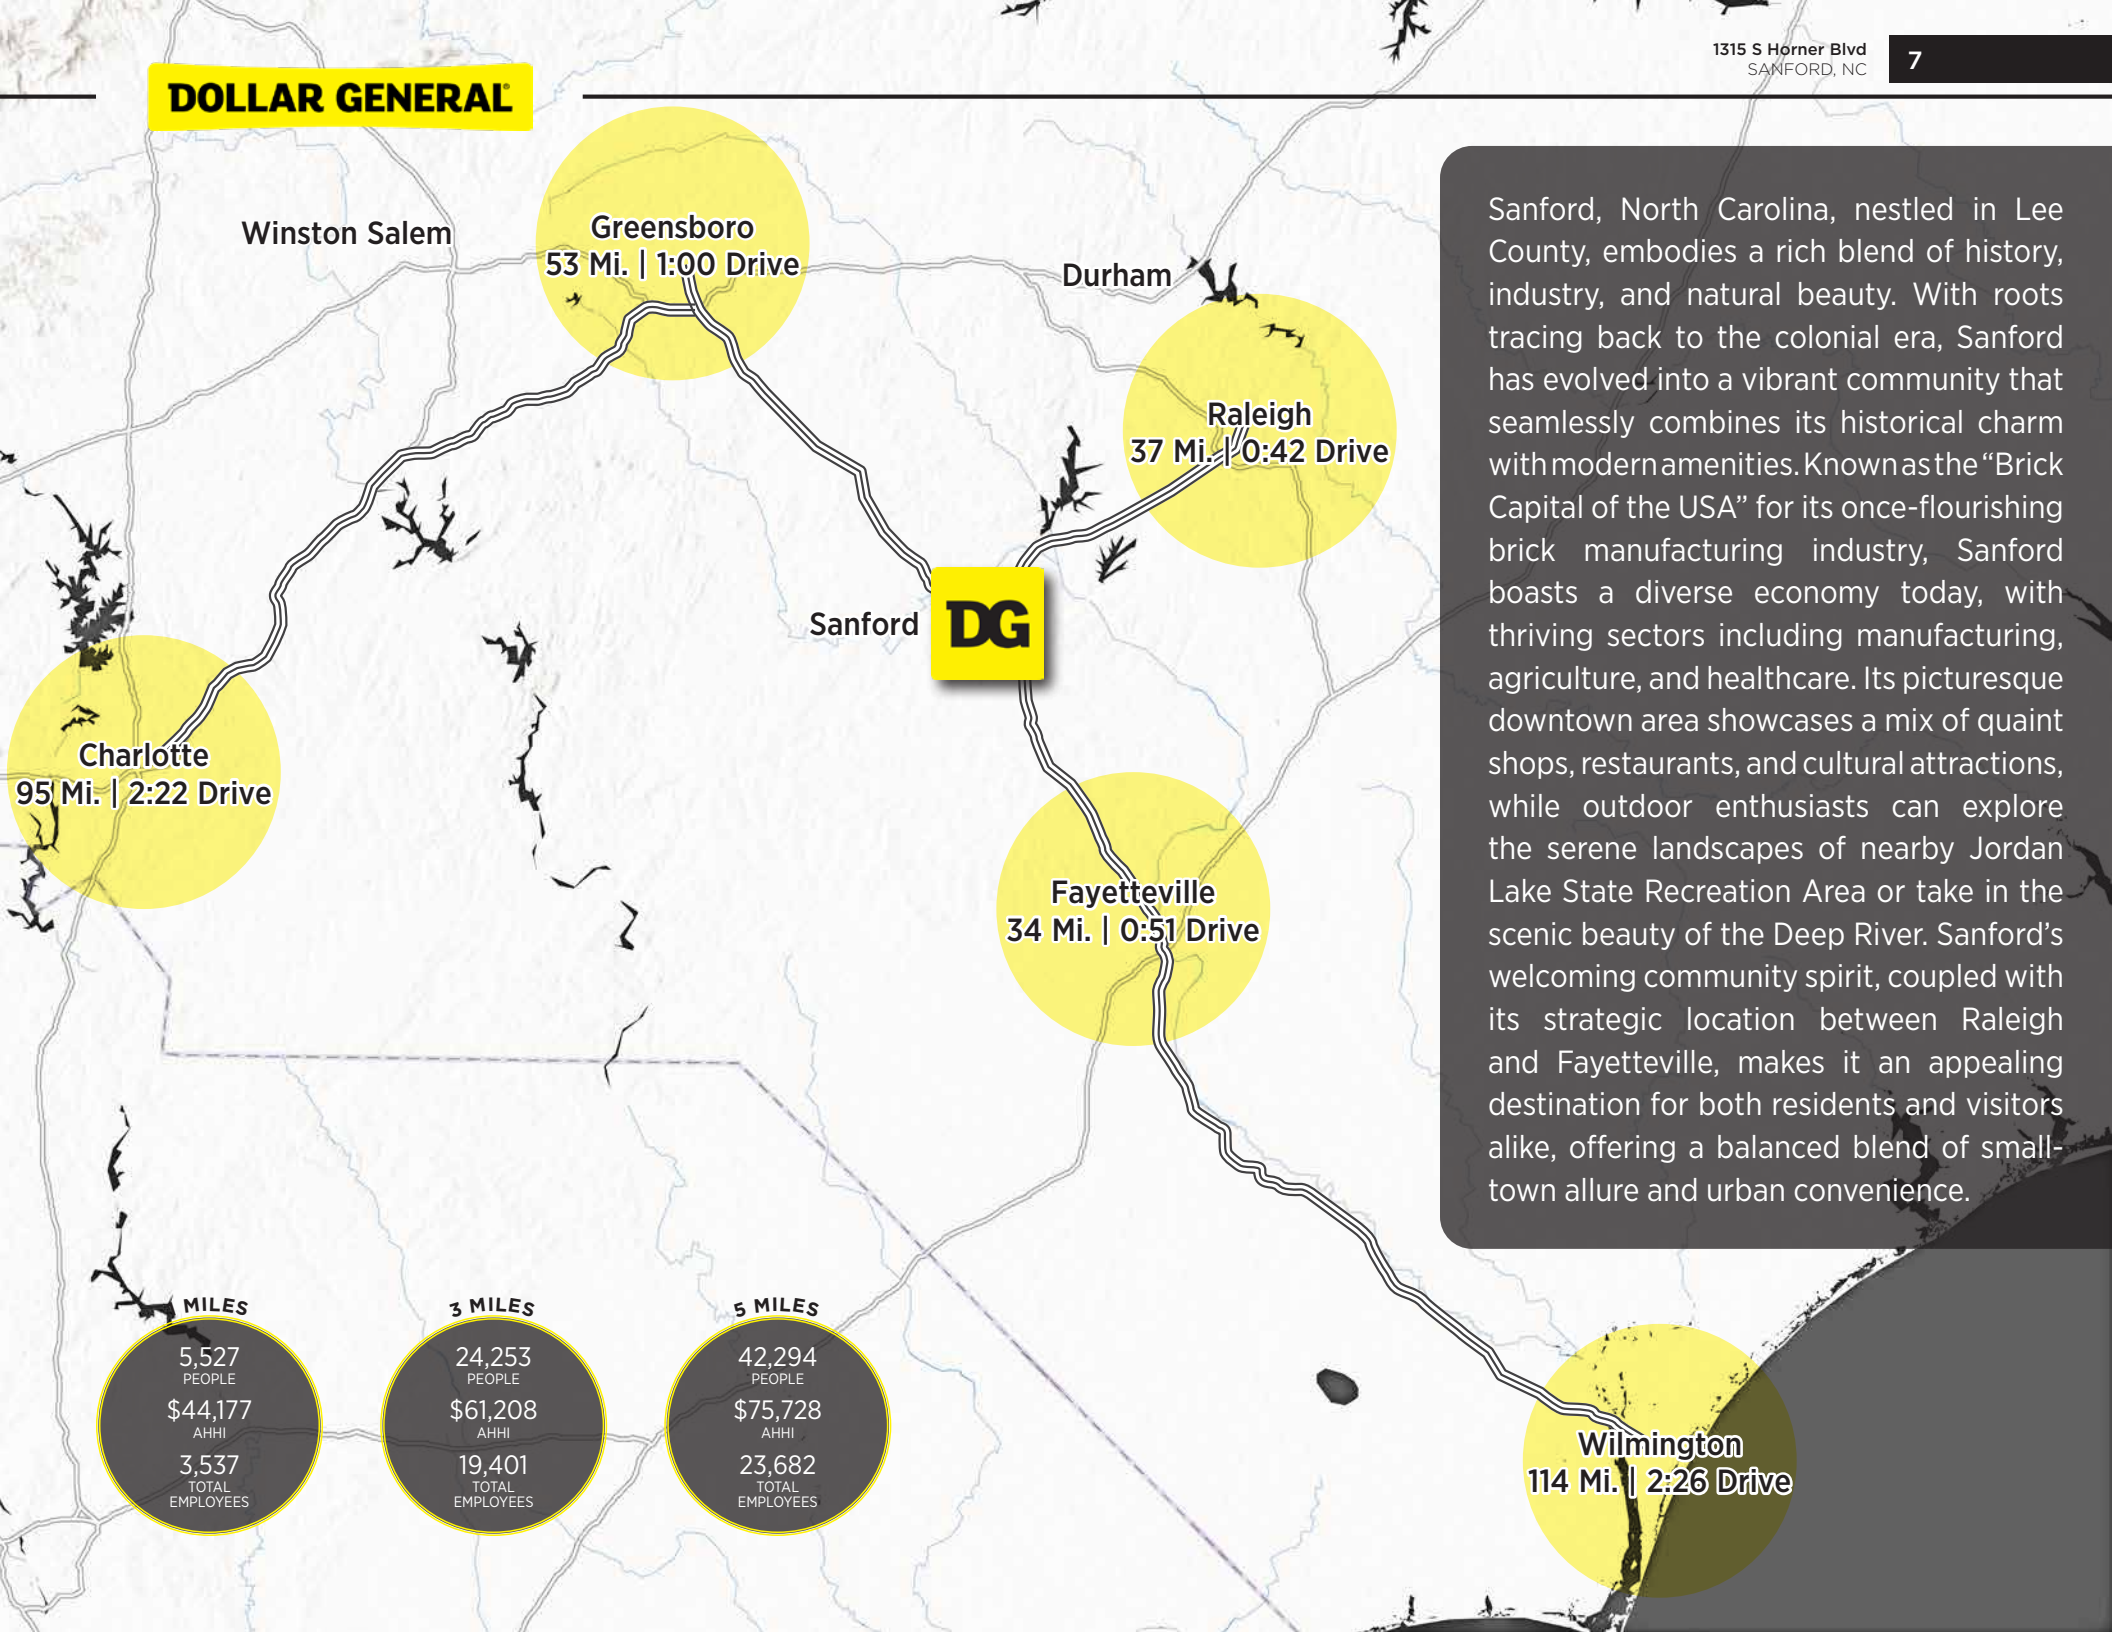 1315 S Horner Blvd
SANFORD, NC
7
DOLLAR GENERAL®
Winston Salem
Greensboro
53 Mi. | 1:00 Drive
Durham
Raleigh
37 Mi. | 0:42 Drive
Sanford
DG
Charlotte
95 Mi. | 2:22 Drive
Fayetteville
34 Mi. | 0:51 Drive
Wilmington
114 Mi. | 2:26 Drive
Sanford, North Carolina, nestled in Lee
County, embodies a rich blend of history,
industry, and natural beauty. With roots
tracing back to the colonial era, Sanford
has evolved into a vibrant community that
seamlessly combines its historical charm
with modern amenities. Known as the “Brick
Capital of the USA” for its once-flourishing
brick manufacturing industry, Sanford
boasts a diverse economy today, with
thriving sectors including manufacturing,
agriculture, and healthcare. Its picturesque
downtown area showcases a mix of quaint
shops, restaurants, and cultural attractions,
while outdoor enthusiasts can explore
the serene landscapes of nearby Jordan
Lake State Recreation Area or take in the
scenic beauty of the Deep River. Sanford’s
welcoming community spirit, coupled with
its strategic location between Raleigh
and Fayetteville, makes it an appealing
destination for both residents and visitors
alike, offering a balanced blend of small-
town allure and urban convenience.
MILES
5,527
PEOPLE
$44,177
AHHI
3,537
TOTAL
EMPLOYEES
3 MILES
24,253
PEOPLE
$61,208
AHHI
19,401
TOTAL
EMPLOYEES
5 MILES
42,294
PEOPLE
$75,728
AHHI
23,682
TOTAL
EMPLOYEES